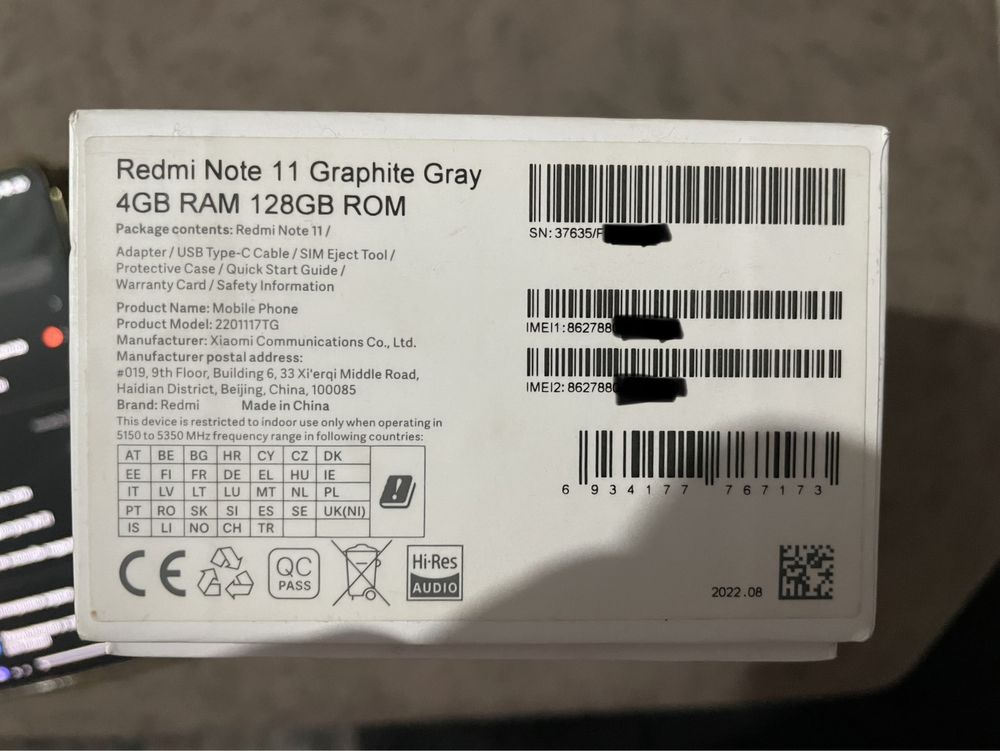 Redmi Note 11 Graphite Gray
4GB RAM 128GB ROM
Package contents: Redmi Note 11 /
Adapter / USB Type-C Cable / SIM Eject Tool /
Protective Case / Quick Start Guide /
Warranty Card / Safety Information
Product Name: Mobile Phone
Product Model: 2201117TG
Manufacturer: Xiaomi Communications Co., Ltd.
Manufacturer postal address:
#019, 9th Floor, Building 6, 33 Xi'erqi Middle Road,
Haidian District, Beijing, China, 100085
Brand: Redmi Made in China
This device is restricted to indoor use only when operating in
5150 to 5350 MHz frequency range in following countries:
AT BE BG HR CY CZ DK
EE FI FR DE EL HU IE
IT LV LT LU MT NL PL
PT RO SK SI ES SE UK(NI)
IS LI NO CH TR
CE
QC
PASS
Hi-Res
AUDIO
SN: 37635/F
IMEI1: 862788
IMEI2: 862788
6 934177 767173
2022.08